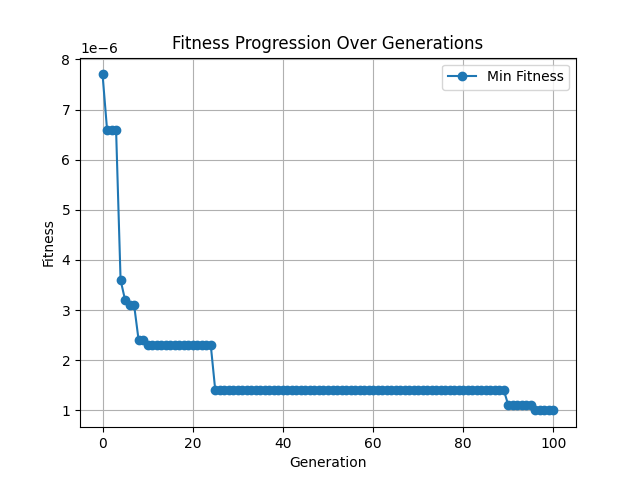 Fitness Progression Over Generations
1e−6
Min Fitness
8
7
6
5
4
3
2
1
Fitness
0 20 40 60 80 100
Generation